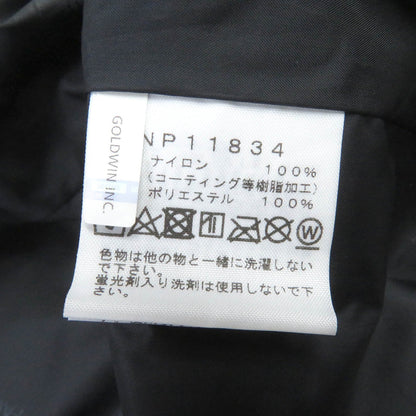 GOLDWIN INC.
NP11834
ナイロン 100%
(コーティング等樹脂加工)
ポリエステル 100%
W
色物は他の物と一緒に洗濯しない
で下さい。
蛍光剤入り洗剤は使用しないで下
さい。